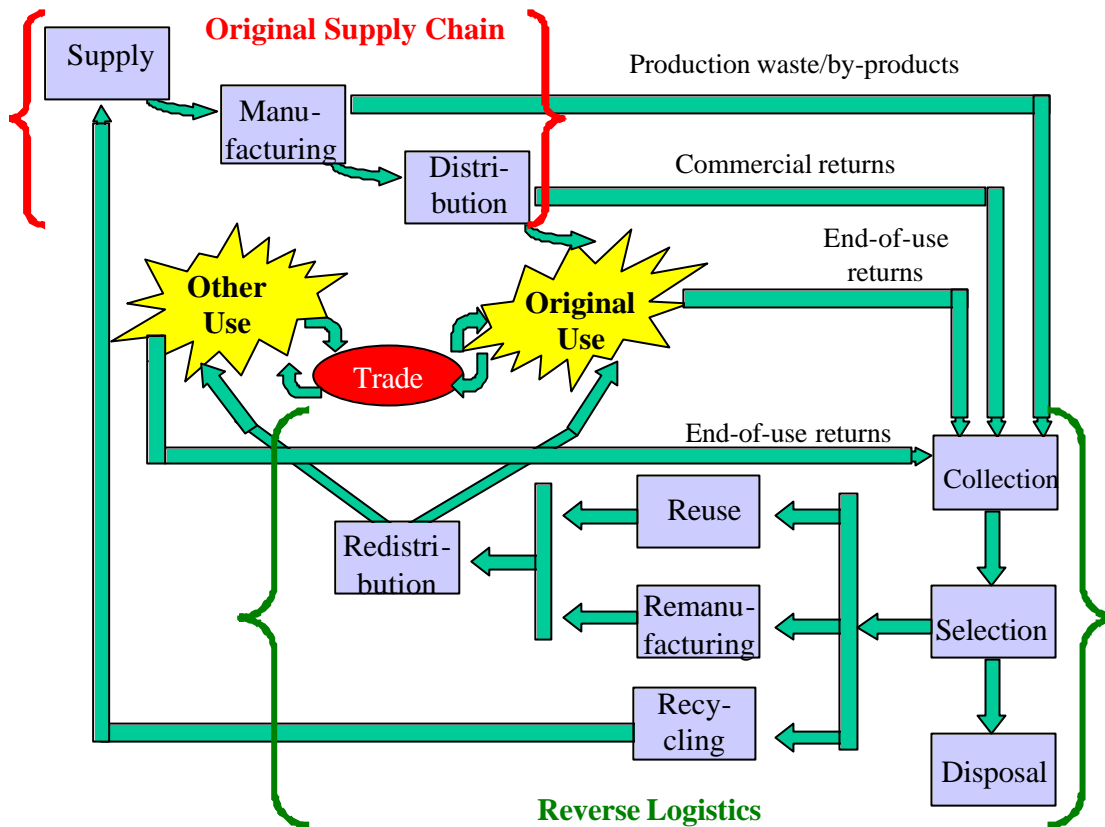 Original Supply Chain
Supply
Production waste/by-products
Manu-
facturing
Commercial returns
Distri-
bution
End-of-use
returns
Other
Use
Original
Use
Trade
End-of-use returns
Collection
Reuse
Redistri-
bution
Remanu-
facturing
Selection
Recy-
cling
Disposal
Reverse Logistics